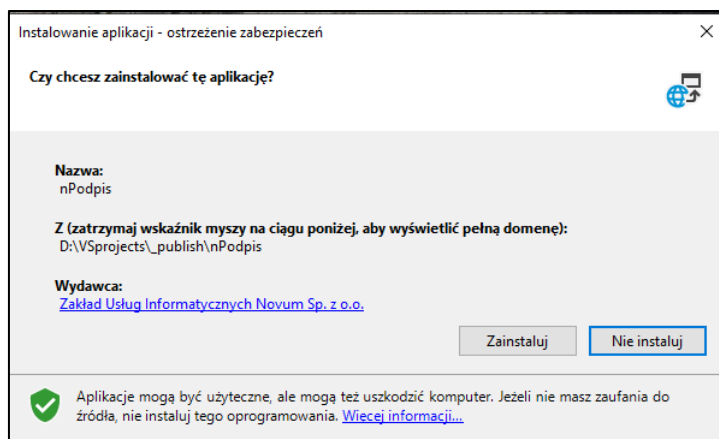 Instalowanie aplikacji - ostrzeżenie zabezpieczeń
Czy chcesz zainstalować tę aplikację?
Nazwa:
nPodpis
Z (zatrzymaj wskaźnik myszy na ciągu poniżej, aby wyświetlić pełną domenę):
D:\VSprojects\_publish\nPodpis
Wydawca:
Zakład Usług Informatycznych Novum Sp. z o.o.
Zainstaluj
Nie instaluj
Aplikacje mogą być użyteczne, ale mogą też uszkodzić komputer. Jeżeli nie masz zaufania do
źródła, nie instaluj tego oprogramowania. Więcej informacji...